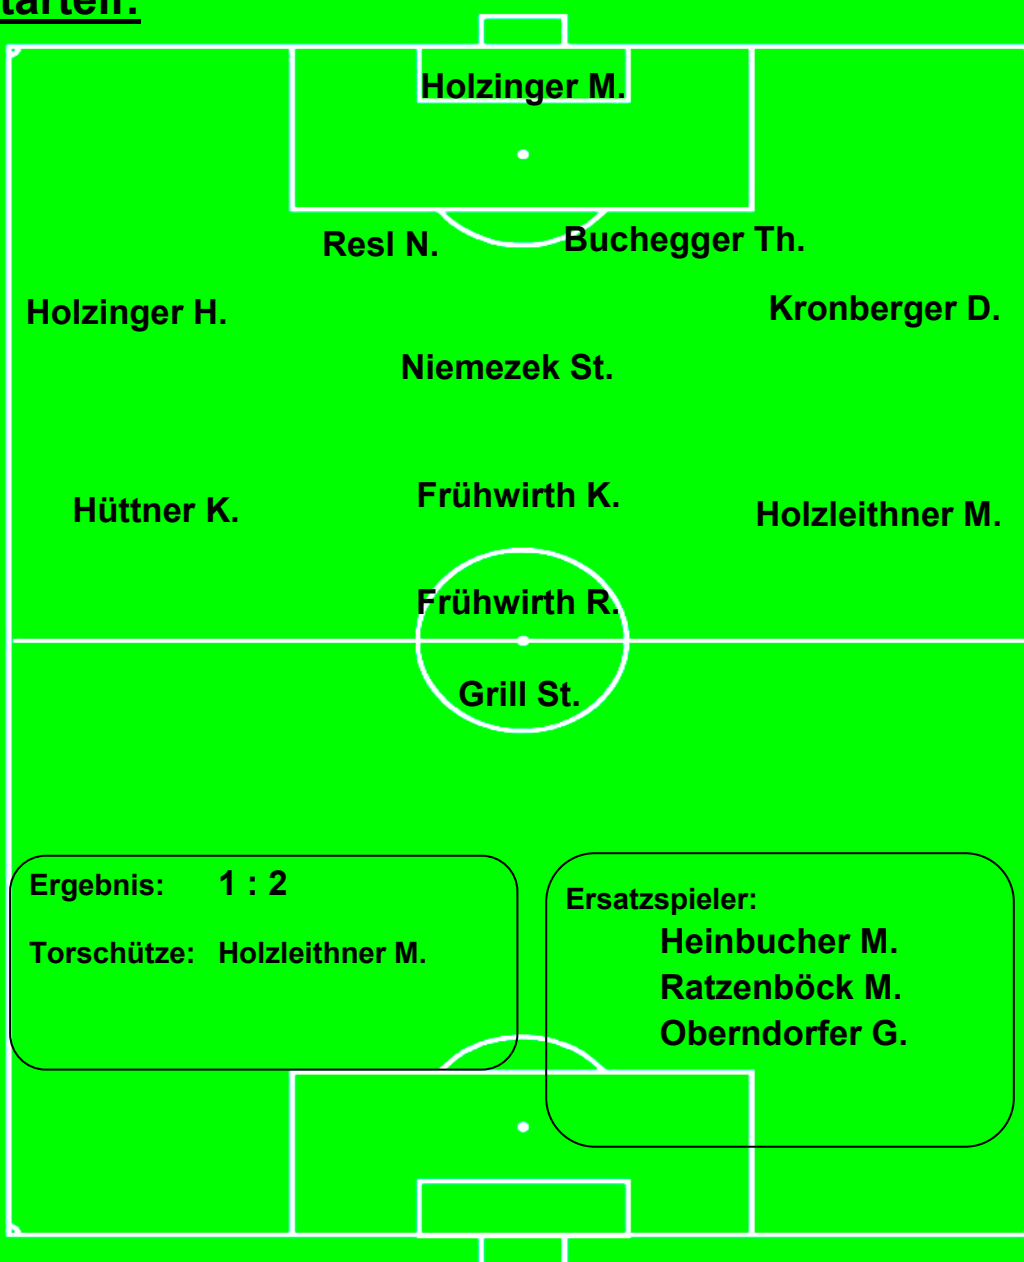 Startelf:
Holzinger M.
Resl N. Buchegger Th.
Holzinger H. Kronberger D.
Niemezek St.
Hüttner K. Frühwirth K. Holzleithner M.
Frühwirth R.
Grill St.
Ergebnis: 1 : 2
Torschütze: Holzleithner M.
Ersatzspieler:
Heinbucher M.
Ratzenböck M.
Oberndorfer G.